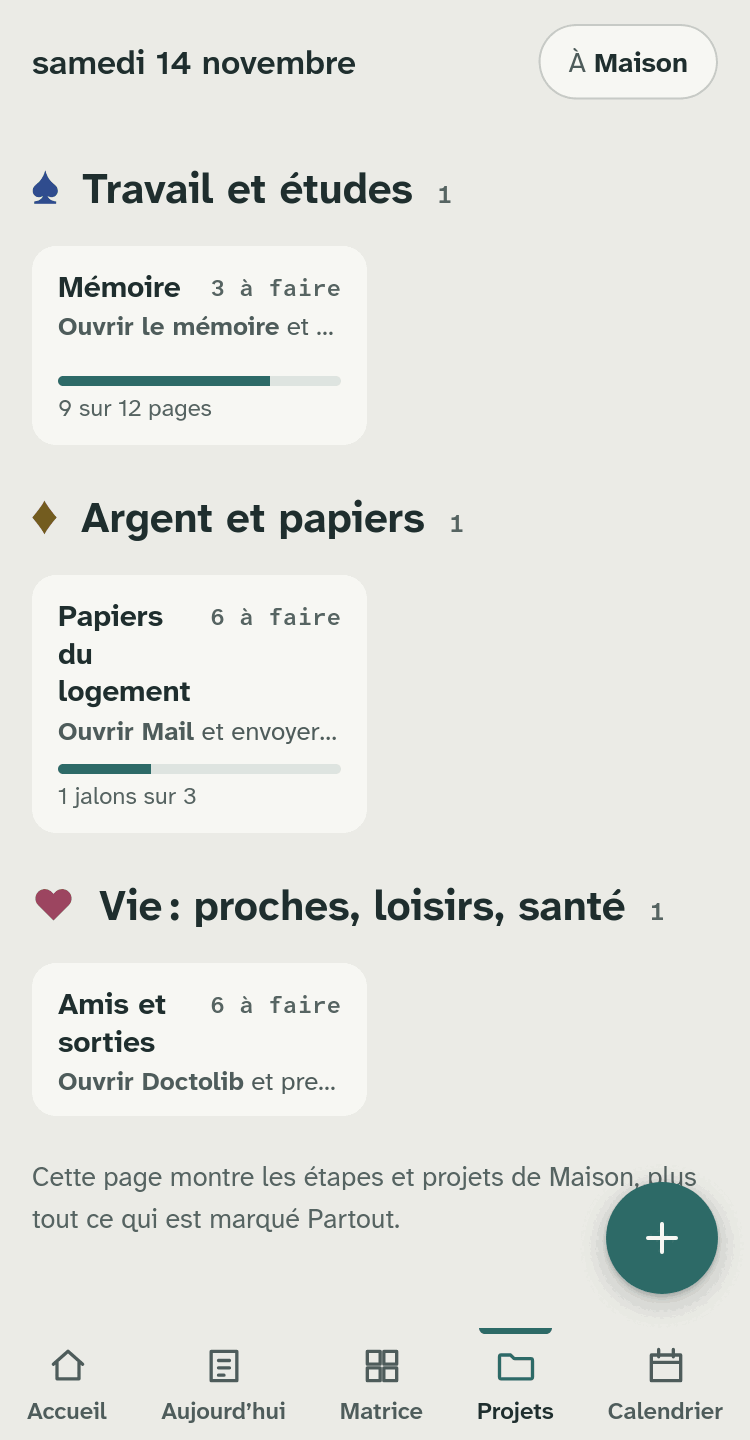 samedi 14 novembre
À Maison
Travail et études 1
Mémoire 3 à faire
Ouvrir le mémoire et ...
9 sur 12 pages
Argent et papiers 1
Papiers du logement 6 à faire
Ouvrir Mail et envoyer...
1 jalons sur 3
Vie : proches, loisirs, santé 1
Amis et sorties 6 à faire
Ouvrir Doctolib et pre...
Cette page montre les étapes et projets de Maison, plus
tout ce qui est marqué Partout.
Accueil Aujourd’hui Matrice Projets Calendrier